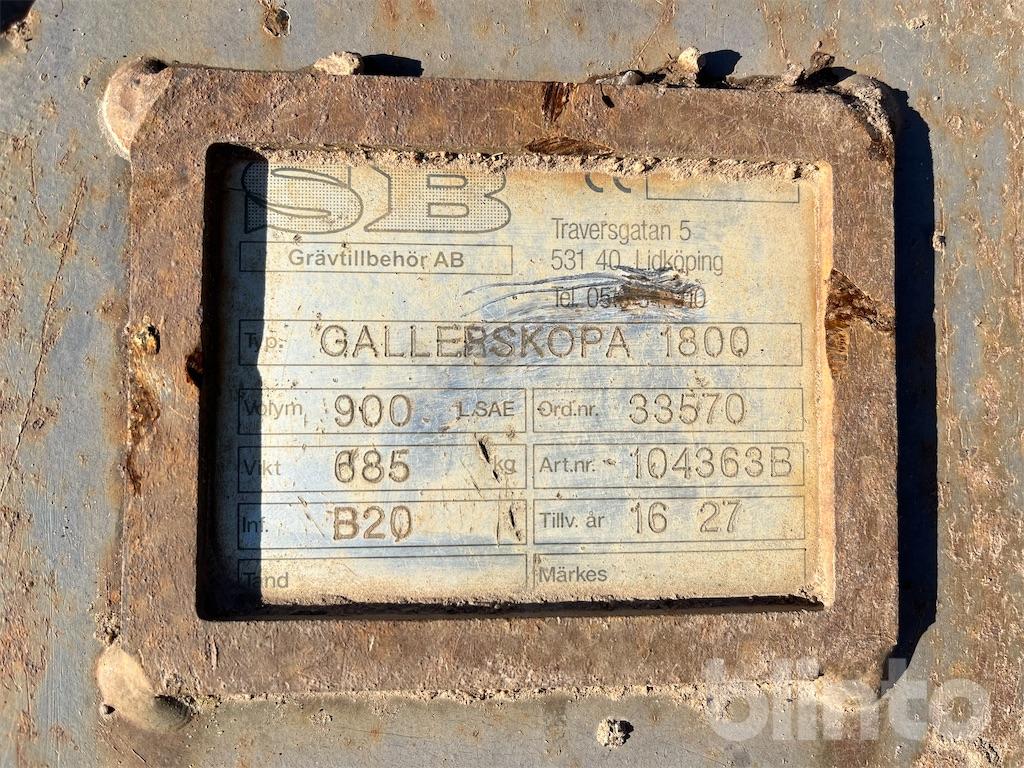 SB
Grävtillbehör AB
Traversgatan 5
531 40 Lidköping
Tel.
Typ. GALLERSKOPA 1800
Volym 900 L.SAE Ord.nr. 33570
Vikt 685 kg Art.nr. 104363B
Inf. B20 Tillv. år 16 27
Tand Märkes
blinto